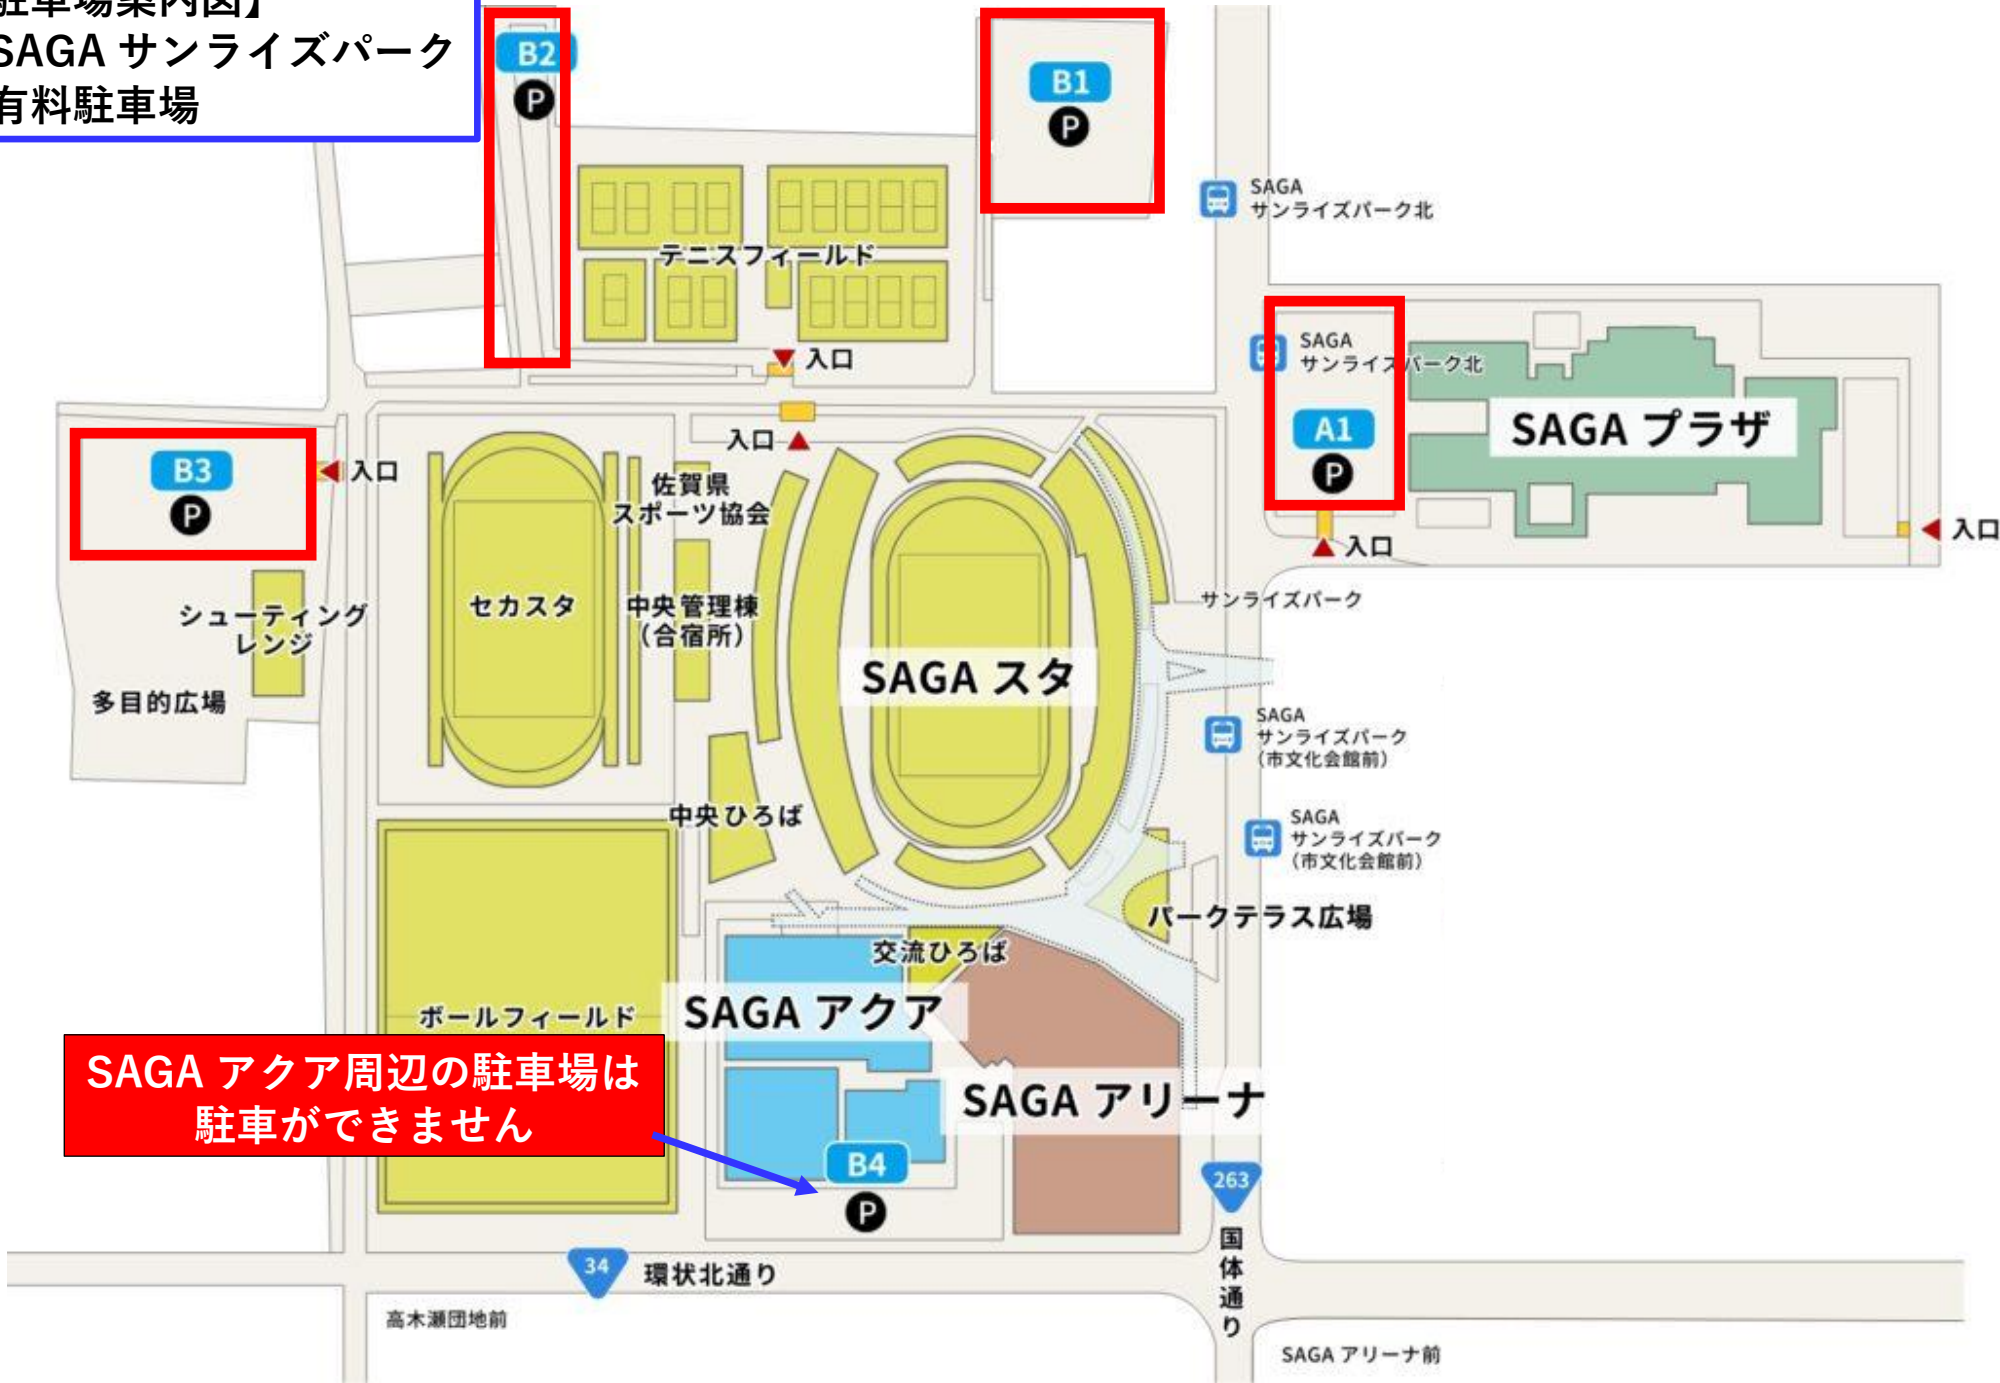 駐車場案内図】
SAGA サンライズパーク
有料駐車場
B2
P
B1
P
SAGA
サンライズパーク北
テニスフィールド
入口
SAGA
サンライズパーク北
A1
P
SAGA プラザ
入口
入口
B3
P
入口
入口
佐賀県
スポーツ協会
セカスタ
中央管理棟
（合宿所）
シューティング
レンジ
多目的広場
SAGA スタ
サンライズパーク
SAGA
サンライズパーク
（市文化会館前）
中央ひろば
SAGA
サンライズパーク
（市文化会館前）
パークテラス広場
交流ひろば
ボールフィールド
SAGA アクア
SAGA アクア周辺の駐車場は
駐車ができません
SAGA アリーナ
B4
P
263
国体通り
34
環状北通り
高木瀬団地前
SAGA アリーナ前